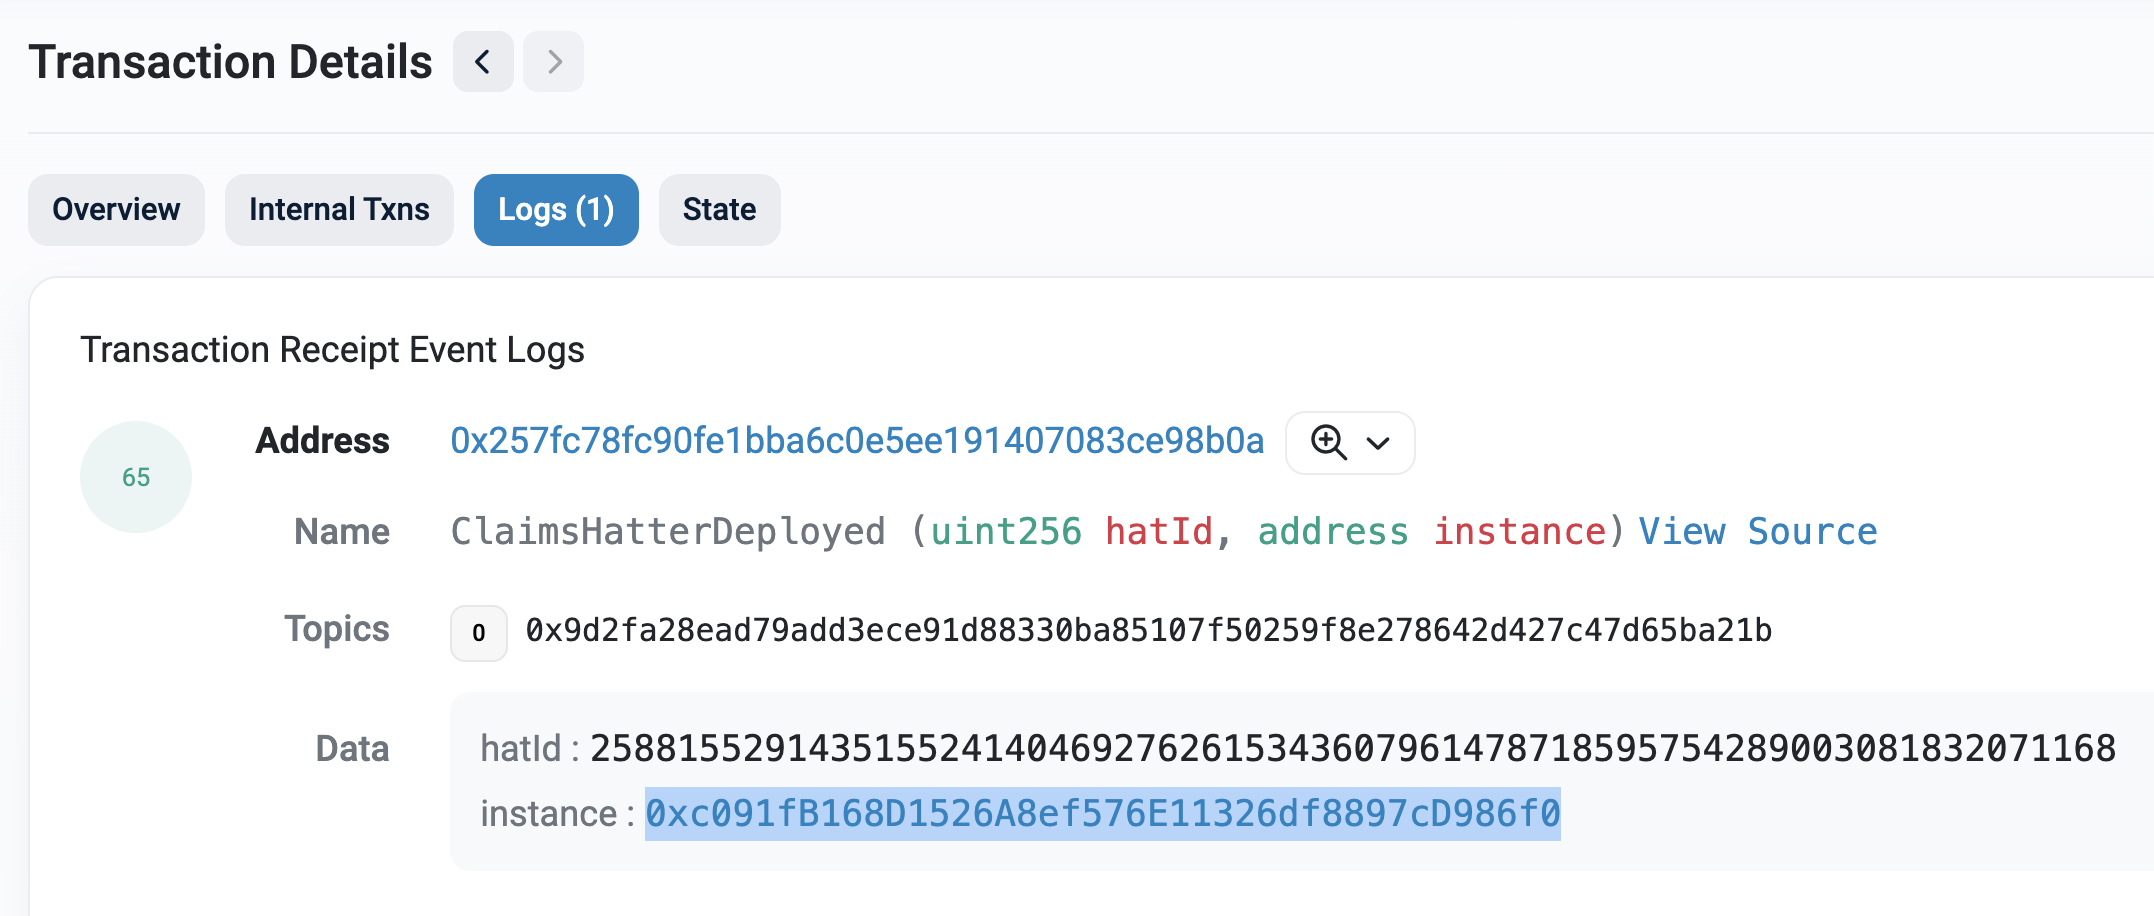 Transaction Details
Overview Internal Txns Logs (1) State
Transaction Receipt Event Logs
65
Address 0x257fc78fc90fe1bba6c0e5ee191407083ce98b0a
Name ClaimsHatterDeployed (uint256 hatId, address instance) View Source
Topics 0 0x9d2fa28ead79add3ece91d88330ba85107f50259f8e278642d427c47d65ba21b
Data hatId : 2588155291435155241404692762615343607961478718595754289003081832071168
instance : 0xc091fB168D1526A8ef576E11326df8897cD986f0